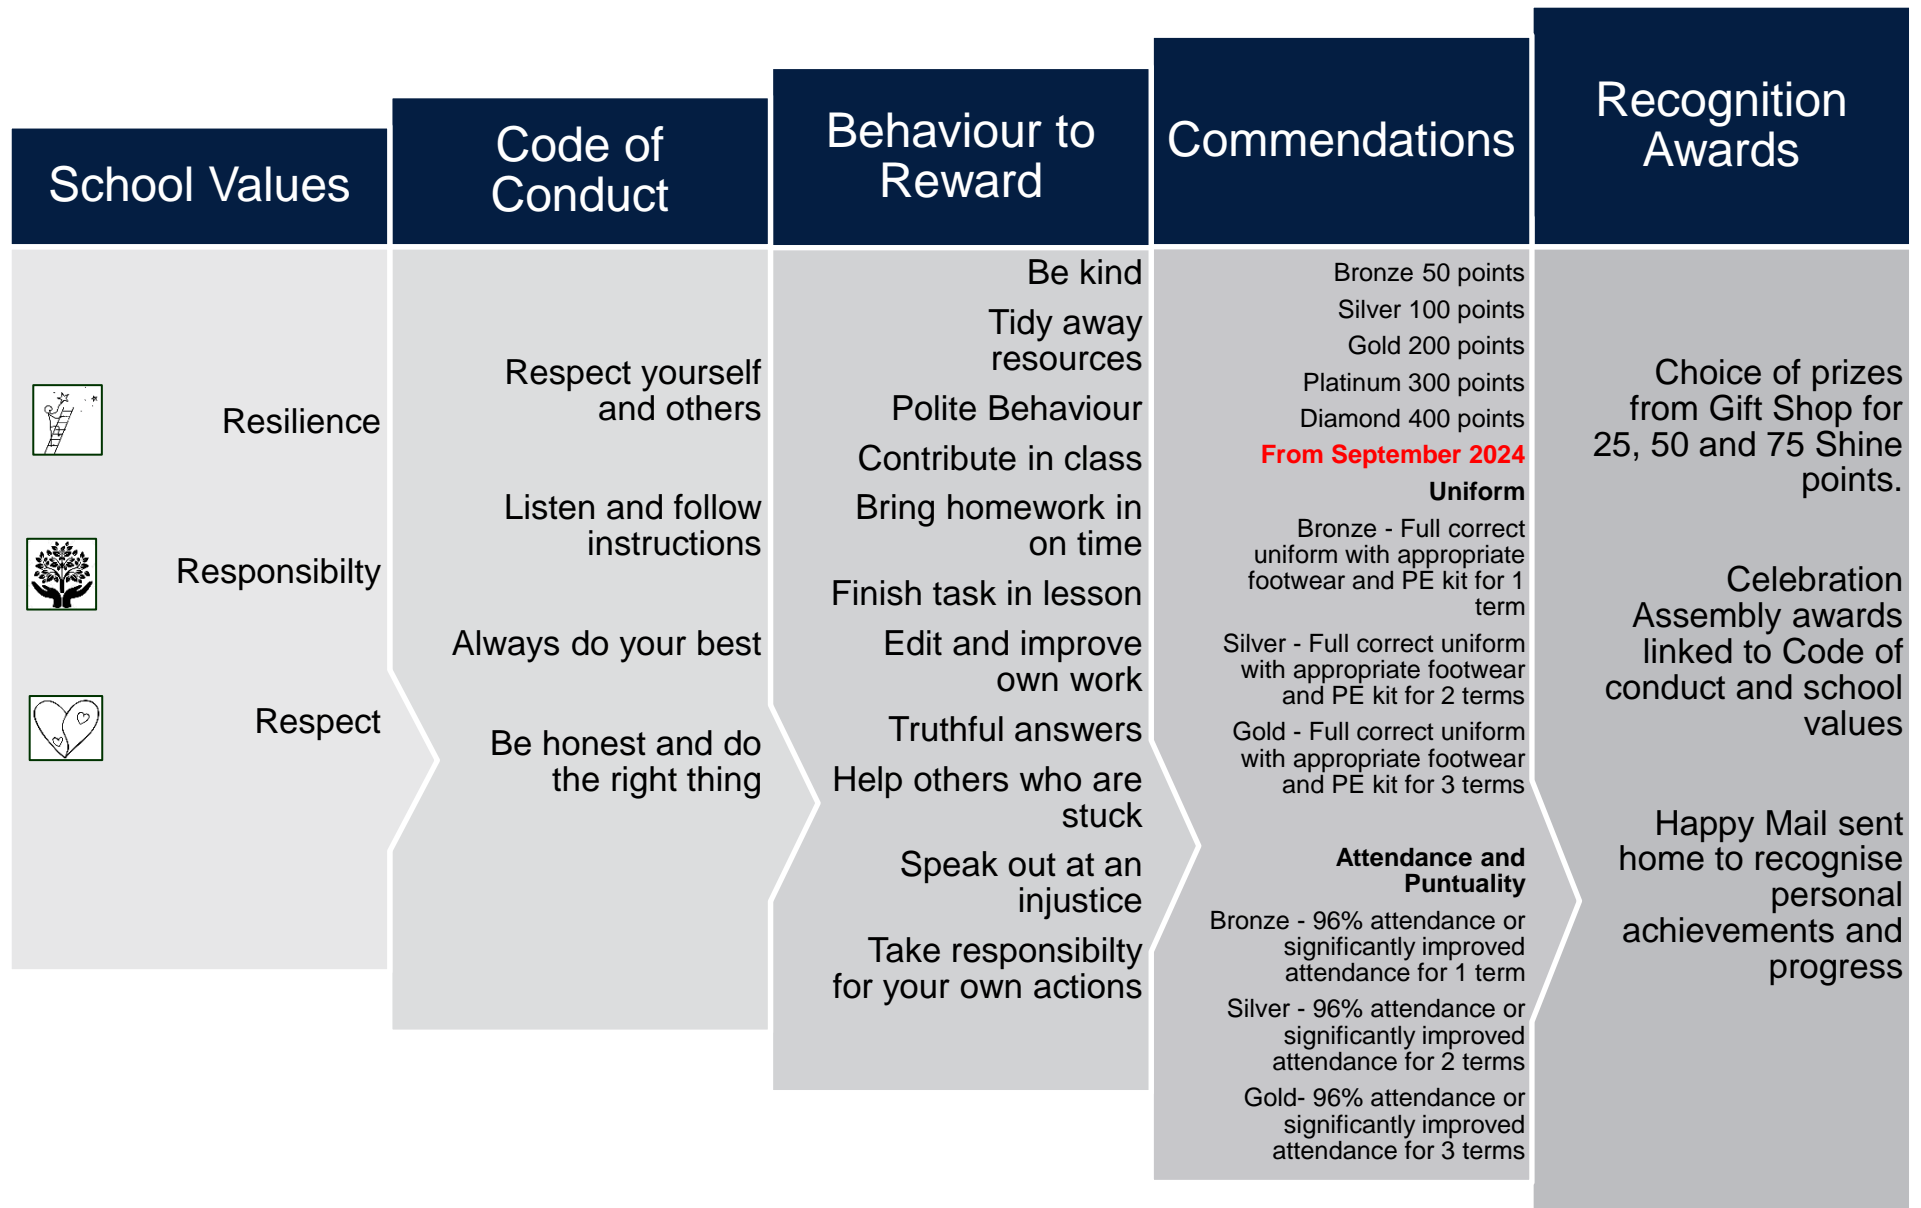 School Values
Resilience
Responsibilty
Respect
Code of
Conduct
Respect yourself
and others
Listen and follow
instructions
Always do your best
Be honest and do
the right thing
Behaviour to
Reward
Be kind
Tidy away
resources
Polite Behaviour
Contribute in class
Bring homework in
on time
Finish task in lesson
Edit and improve
own work
Truthful answers
Help others who are
stuck
Speak out at an
injustice
Take responsibilty
for your own actions
Commendations
Bronze 50 points
Silver 100 points
Gold 200 points
Platinum 300 points
Diamond 400 points
From September 2024
Uniform
Bronze - Full correct
uniform with appropriate
footwear and PE kit for 1
term
Silver - Full correct uniform
with appropriate footwear
and PE kit for 2 terms
Gold - Full correct uniform
with appropriate footwear
and PE kit for 3 terms
Attendance and
Puntuality
Bronze - 96% attendance or
significantly improved
attendance for 1 term
Silver - 96% attendance or
significantly improved
attendance for 2 terms
Gold- 96% attendance or
significantly improved
attendance for 3 terms
Recognition
Awards
Choice of prizes
from Gift Shop for
25, 50 and 75 Shine
points.
Celebration
Assembly awards
linked to Code of
conduct and school
values
Happy Mail sent
home to recognise
personal
achievements and
progress